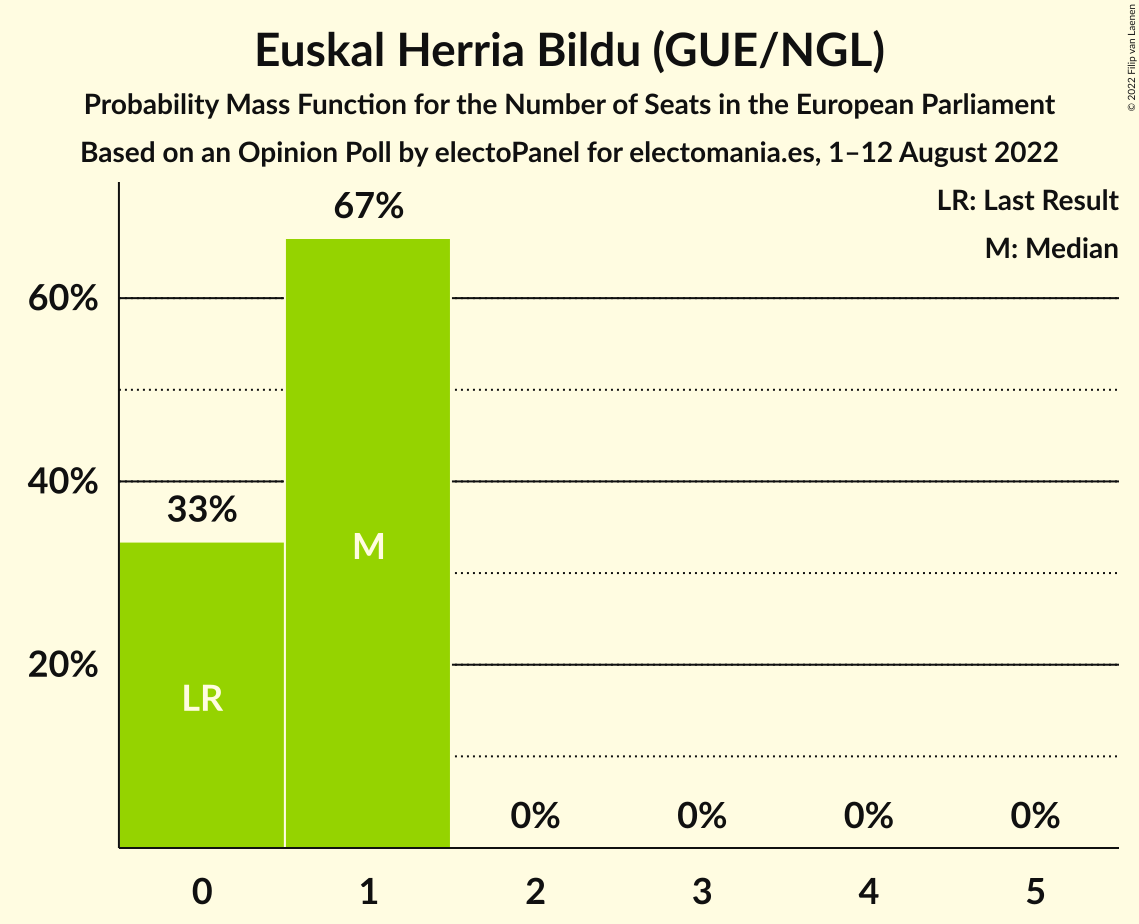 Euskal Herria Bildu (GUE/NGL)
Probability Mass Function for the Number of Seats in the European Parliament
Based on an Opinion Poll by electoPanel for electomania.es, 1–12 August 2022
© 2022 Filip van Laenen
LR: Last Result
M: Median
67%
60%
40%
33%
M
20%
LR
0% 0% 0% 0%
0 1 2 3 4 5